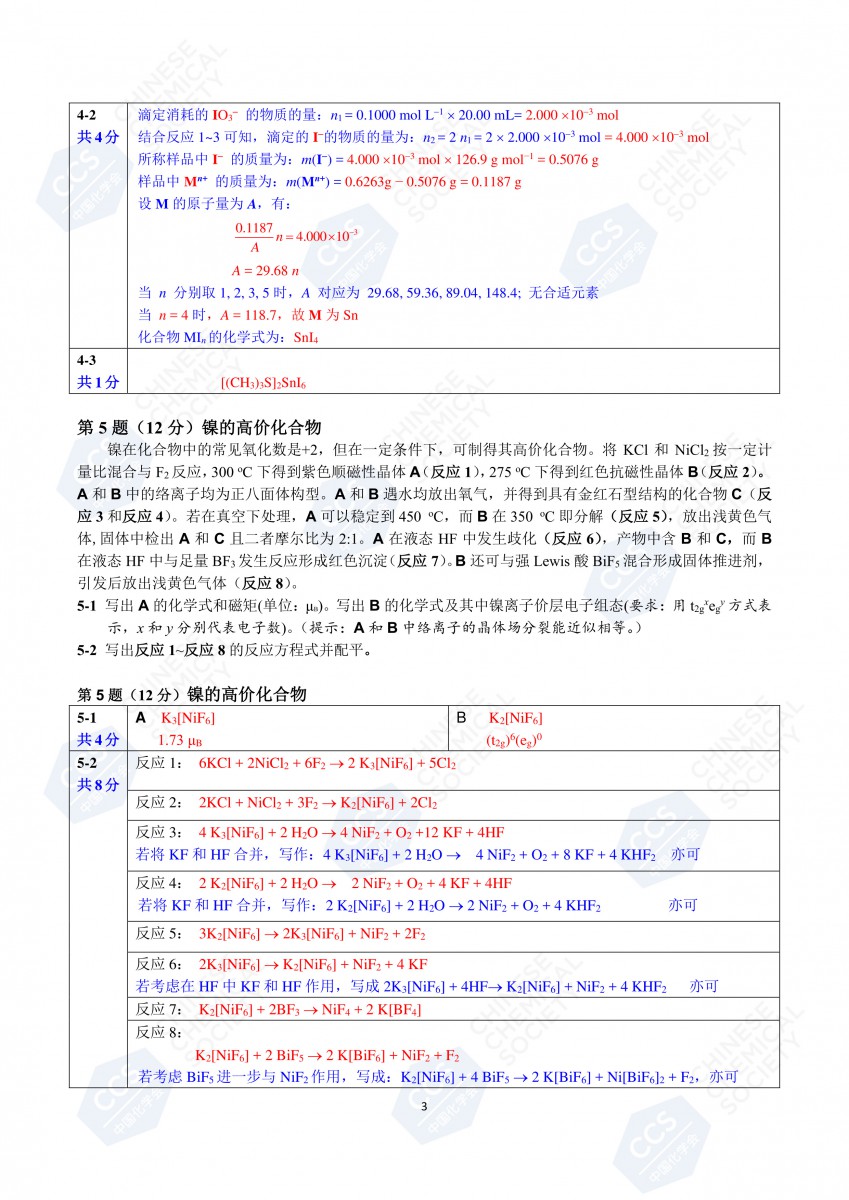 4-2
共 4 分
滴定消耗的 IO₃⁻ 的物质的量：n₁ = 0.1000 mol L⁻¹ × 20.00 mL= 2.000 ×10⁻³ mol
结合反应 1~3 可知，滴定的 I⁻的物质的量为：n₂ = 2 n₁ = 2 × 2.000 ×10⁻³ mol = 4.000 ×10⁻³ mol
所称样品中 I⁻ 的质量为：m(I⁻) = 4.000 ×10⁻³ mol × 126.9 g mol⁻¹ = 0.5076 g
样品中 Mⁿ⁺ 的质量为：m(Mⁿ⁺) = 0.6263g − 0.5076 g = 0.1187 g
设 M 的原子量为 A，有：
0.1187/A n = 4.000×10⁻³
A = 29.68 n
当 n 分别取 1, 2, 3, 5 时，A 对应为 29.68, 59.36, 89.04, 148.4; 无合适元素
当 n = 4 时，A = 118.7，故 M 为 Sn
化合物 MIₙ 的化学式为：SnI₄
4-3
共 1 分
[(CH₃)₃S]₂SnI₆
第 5 题（12 分）镍的高价化合物
镍在化合物中的常见氧化数是+2，但在一定条件下，可制得其高价化合物。将 KCl 和 NiCl₂ 按一定计
量比混合与 F₂ 反应，300 ºC 下得到紫色顺磁性晶体 A（反应 1），275 ºC 下得到红色抗磁性晶体 B（反应 2）。
A 和 B 中的络离子均为正八面体构型。A 和 B 遇水均放出氧气，并得到具有金红石型结构的化合物 C（反
应 3 和反应 4）。若在真空下处理，A 可以稳定到 450 ºC，而 B 在 350 ºC 即分解（反应 5），放出浅黄色气
体, 固体中检出 A 和 C 且二者摩尔比为 2:1。A 在液态 HF 中发生歧化（反应 6），产物中含 B 和 C，而 B
在液态 HF 中与足量 BF₃ 发生反应形成红色沉淀（反应 7）。B 还可与强 Lewis 酸 BiF₅ 混合形成固体推进剂，
引发后放出浅黄色气体（反应 8）。
5-1 写出 A 的化学式和磁矩(单位：μB)。写出 B 的化学式及其中镍离子价层电子组态(要求：用 t₂gˣegʸ 方式表
示，x 和 y 分别代表电子数)。（提示：A 和 B 中络离子的晶体场分裂能近似相等。）
5-2 写出反应 1~反应 8 的反应方程式并配平。
第 5 题（12 分）镍的高价化合物
5-1
共 4 分
A K₃[NiF₆]
1.73 μB
B K₂[NiF₆]
(t₂g)⁶(eg)⁰
5-2
共 8 分
反应 1： 6KCl + 2NiCl₂ + 6F₂ → 2 K₃[NiF₆] + 5Cl₂
反应 2： 2KCl + NiCl₂ + 3F₂ → K₂[NiF₆] + 2Cl₂
反应 3： 4 K₃[NiF₆] + 2 H₂O → 4 NiF₂ + O₂ +12 KF + 4HF
若将 KF 和 HF 合并，写作：4 K₃[NiF₆] + 2 H₂O → 4 NiF₂ + O₂ + 8 KF + 4 KHF₂ 亦可
反应 4： 2 K₂[NiF₆] + 2 H₂O → 2 NiF₂ + O₂ + 4 KF + 4HF
若将 KF 和 HF 合并，写作：2 K₂[NiF₆] + 2 H₂O → 2 NiF₂ + O₂ + 4 KHF₂ 亦可
反应 5： 3K₂[NiF₆] → 2K₃[NiF₆] + NiF₂ + 2F₂
反应 6： 2K₃[NiF₆] → K₂[NiF₆] + NiF₂ + 4 KF
若考虑在 HF 中 KF 和 HF 作用，写成 2K₃[NiF₆] + 4HF→ K₂[NiF₆] + NiF₂ + 4 KHF₂ 亦可
反应 7： K₂[NiF₆] + 2BF₃ → NiF₄ + 2 K[BF₄]
反应 8：
K₂[NiF₆] + 2 BiF₅ → 2 K[BiF₆] + NiF₂ + F₂
若考虑 BiF₅ 进一步与 NiF₂ 作用，写成：K₂[NiF₆] + 4 BiF₅ → 2 K[BiF₆] + Ni[BiF₆]₂ + F₂，亦可
3
CHINESE CHEMICAL SOCIETY
CCS
中国化学会